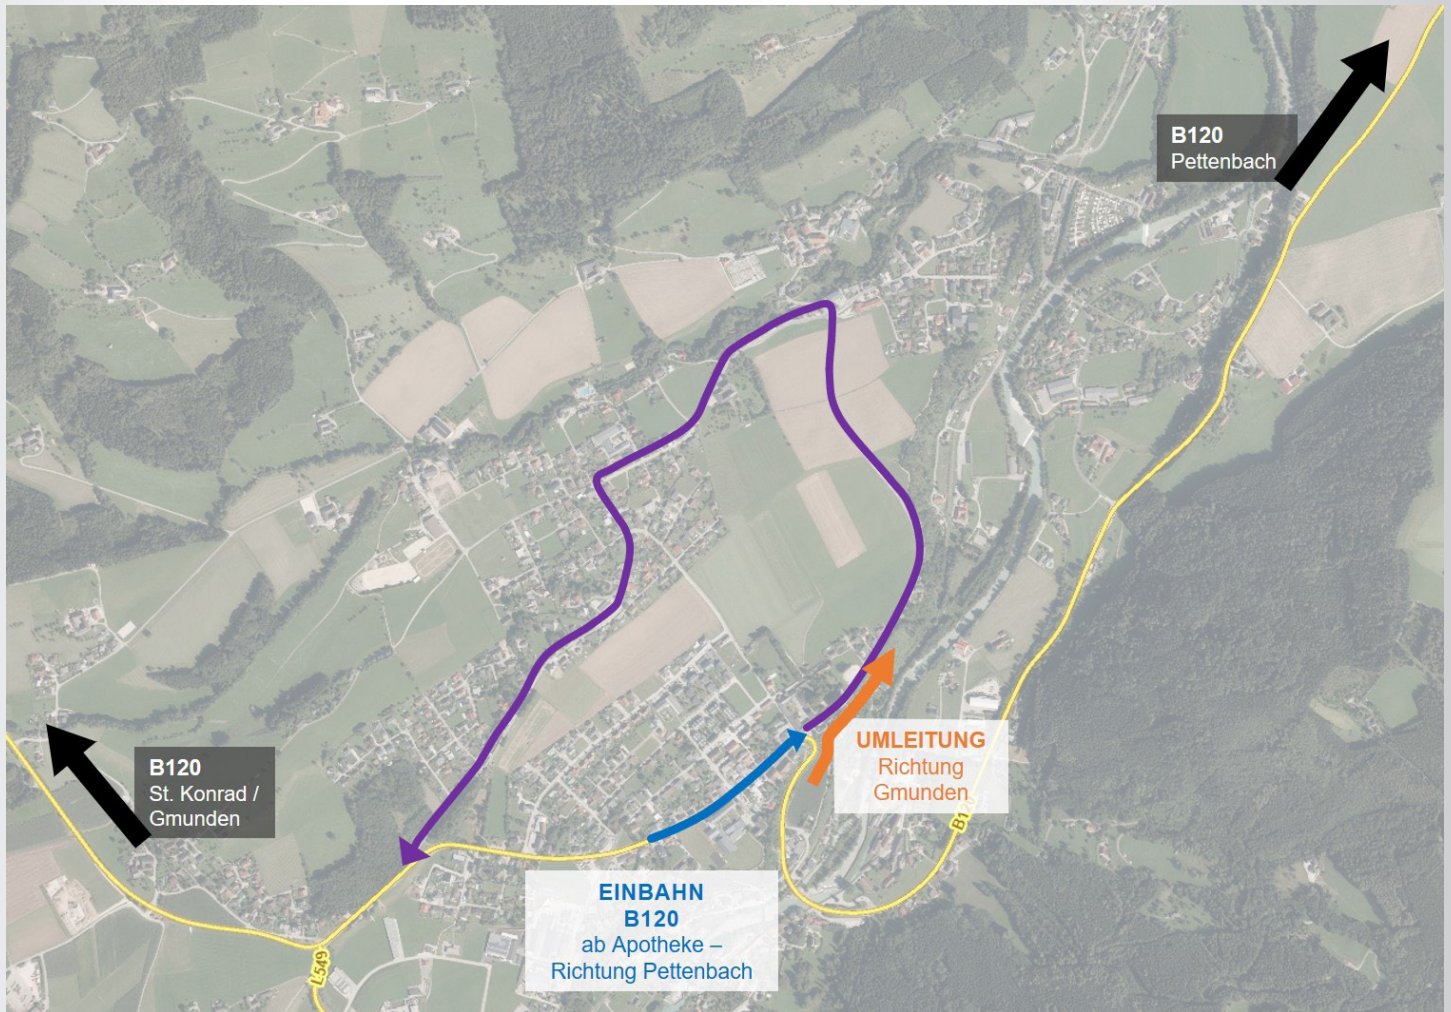 B120
Pettenbach
B120
St. Konrad /
Gmunden
UMLEITUNG
Richtung
Gmunden
B120
EINBAHN
B120
ab Apotheke –
Richtung Pettenbach
L549